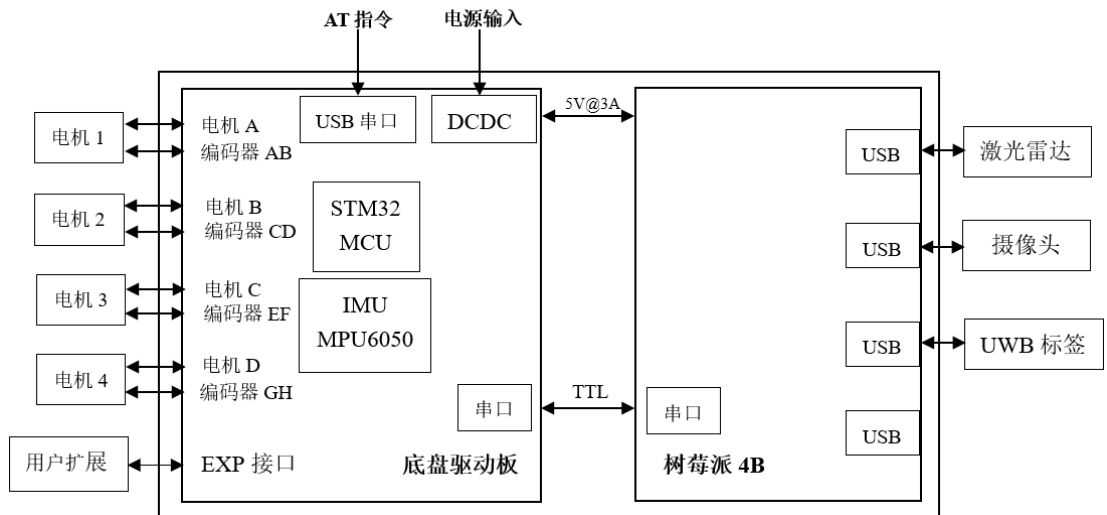 AT 指令
电源输入
电机 1
电机 A
编码器 AB
USB 串口
DCDC
5V@3A
USB
激光雷达
电机 2
电机 B
编码器 CD
STM32
MCU
USB
摄像头
电机 3
电机 C
编码器 EF
IMU
MPU6050
USB
UWB 标签
电机 4
电机 D
编码器 GH
串口
TTL
串口
USB
用户扩展
EXP 接口
底盘驱动板
树莓派 4B